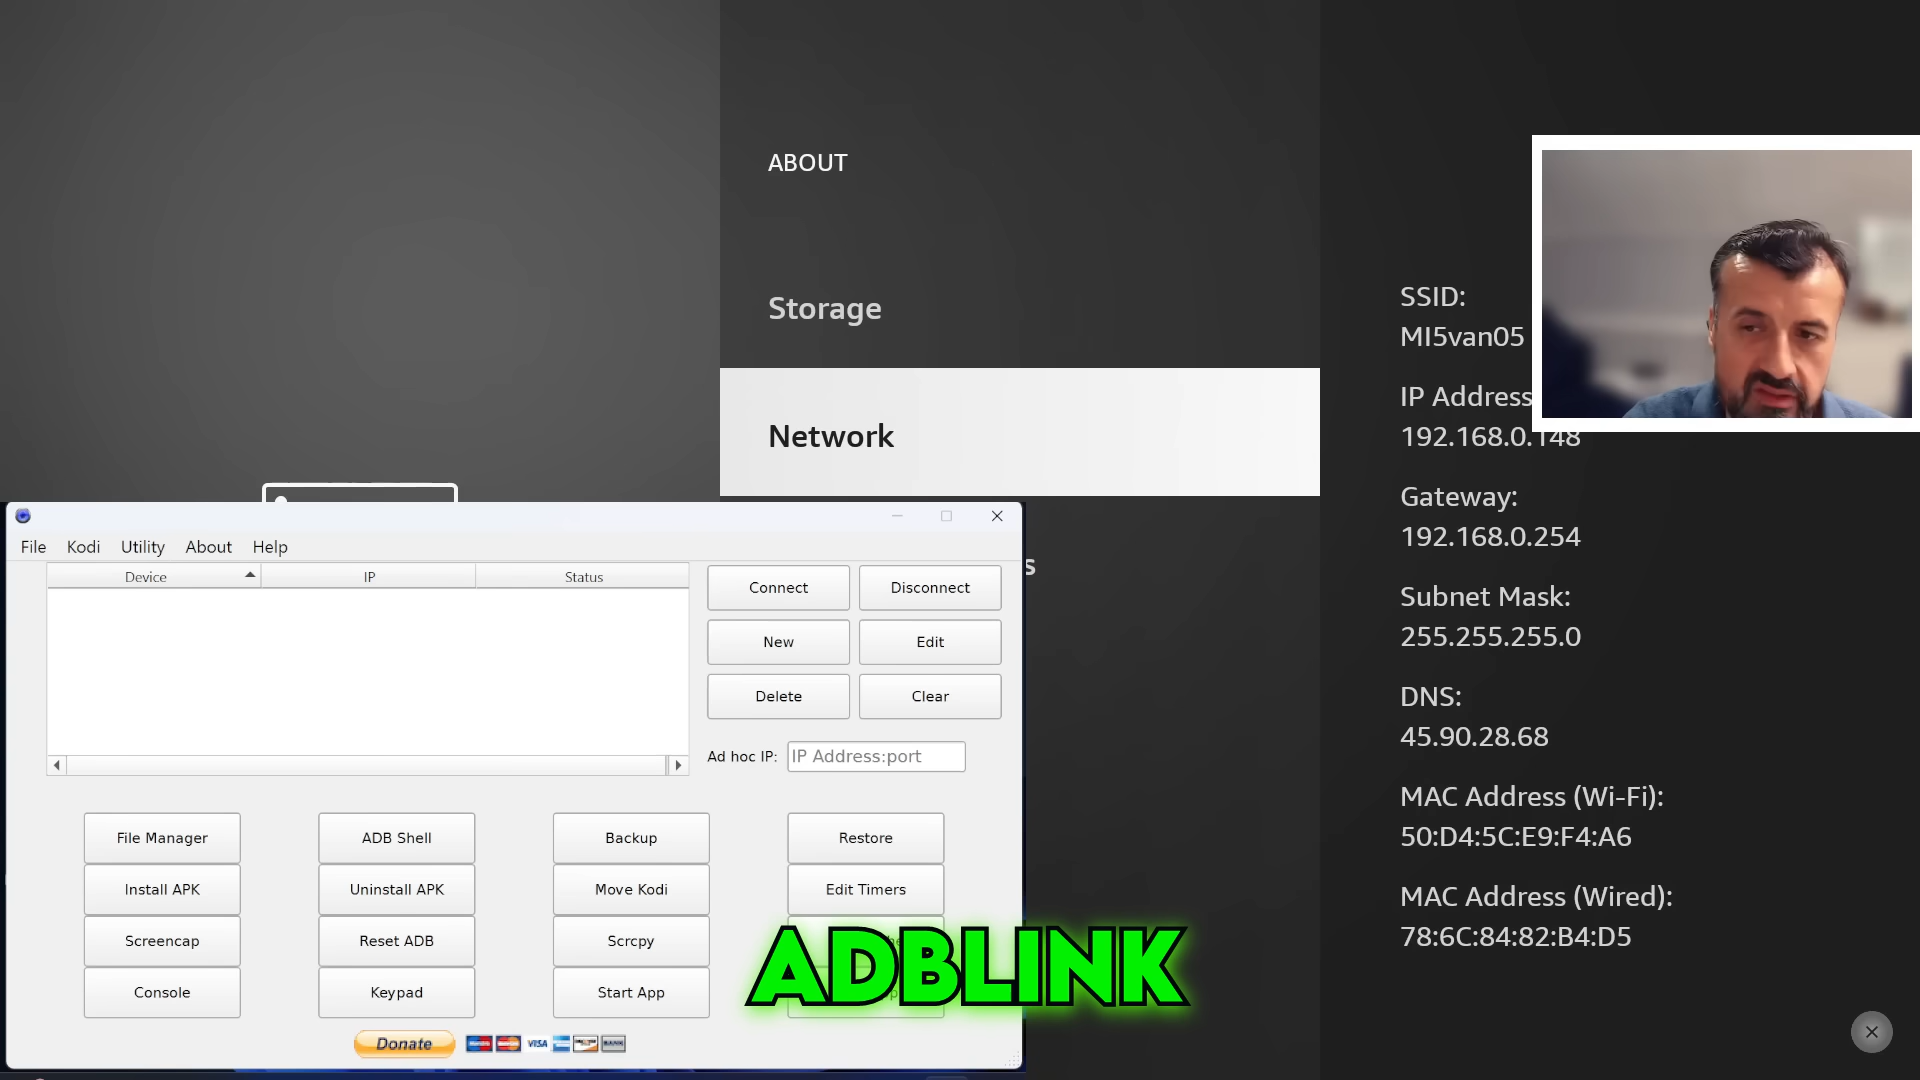 ABOUT
Storage
Network
s
SSID:
MI5van05
IP Address
192.168.0.148
Gateway:
192.168.0.254
Subnet Mask:
255.255.255.0
DNS:
45.90.28.68
MAC Address (Wi-Fi):
50:D4:5C:E9:F4:A6
MAC Address (Wired):
78:6C:84:82:B4:D5
File Kodi Utility About Help
Device IP Status
Connect Disconnect
New Edit
Delete Clear
Ad hoc IP: IP Address:port
File Manager ADB Shell Backup Restore
Install APK Uninstall APK Move Kodi Edit Timers
Screencap Reset ADB Scrcpy
Console Keypad Start App
ADBLINK
Donate
VISA